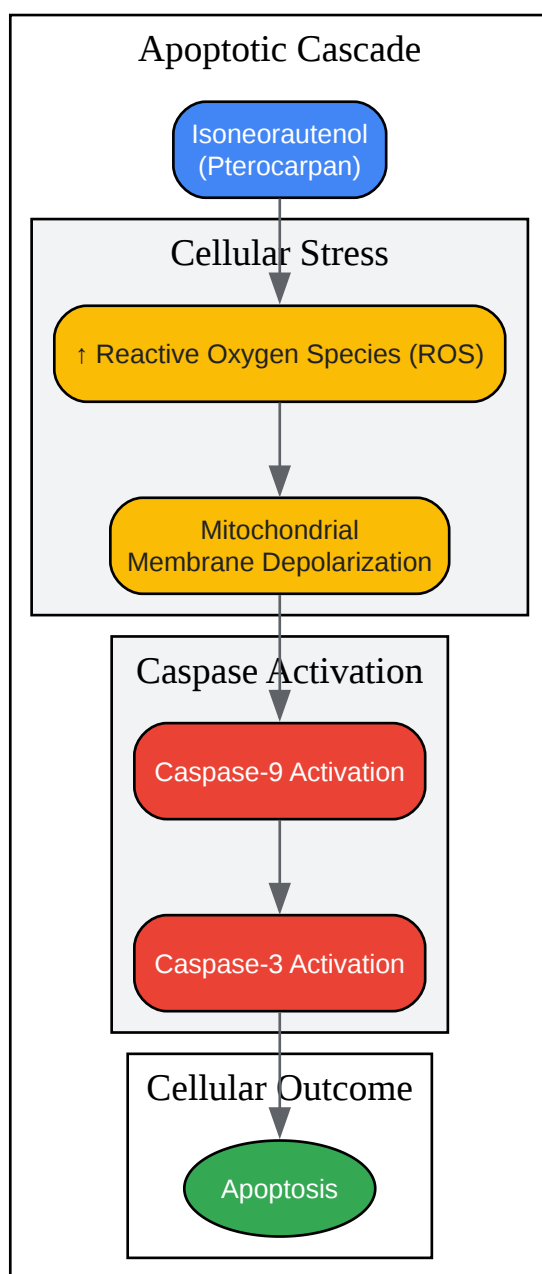 Apoptotic Cascade
Isoneorautenol
(Pterocarpan)
Cellular Stress
↑ Reactive Oxygen Species (ROS)
Mitochondrial
Membrane Depolarization
Caspase Activation
Caspase-9 Activation
Caspase-3 Activation
Cellular Outcome
Apoptosis